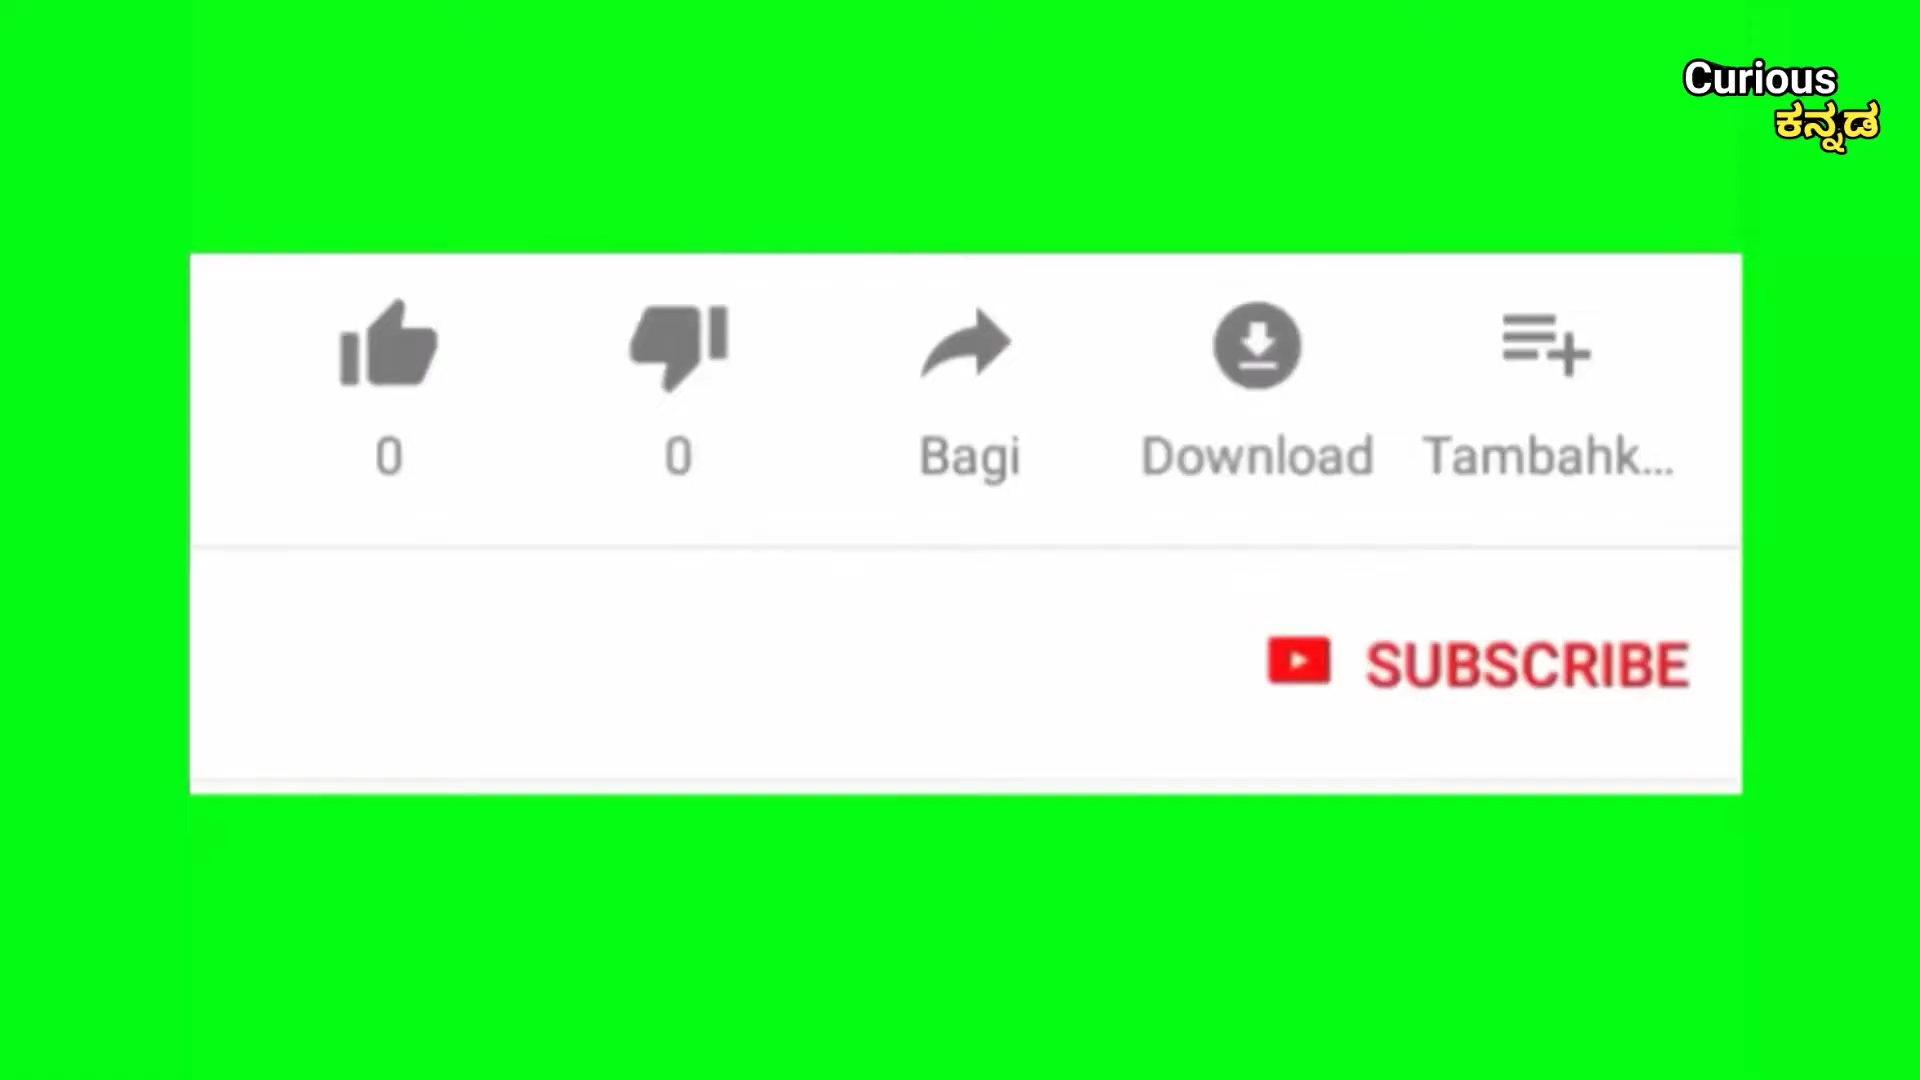 Curious
ಕನ್ನಡ
0 0 Bagi Download Tambahk...
SUBSCRIBE